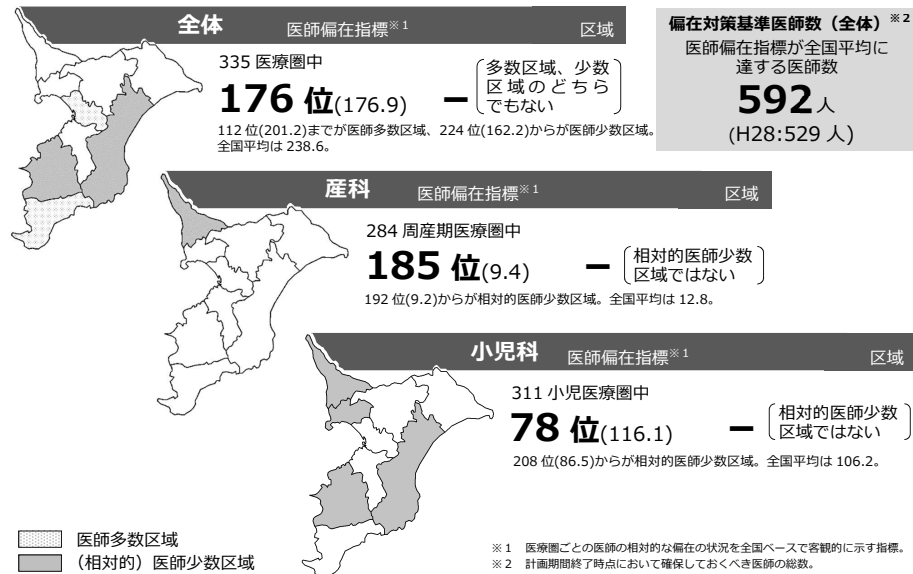 全体 医師偏在指標※1 区域
335 医療圏中
176 位(176.9) － 多数区域、少数
区域のどちら
でもない
112 位(201.2)までが医師多数区域、224 位(162.2)からが医師少数区域。
全国平均は 238.6。
偏在対策基準医師数（全体）※2
医師偏在指標が全国平均に
達する医師数
592人
(H28:529 人)
産科 医師偏在指標※1 区域
284 周産期医療圏中
185 位(9.4) － 相対的医師少数
区域ではない
192 位(9.2)からが相対的医師少数区域。全国平均は 12.8。
小児科 医師偏在指標※1 区域
311 小児医療圏中
78 位(116.1) － 相対的医師少数
区域ではない
208 位(86.5)からが相対的医師少数区域。全国平均は 106.2。
医師多数区域
（相対的）医師少数区域
※1 医療圏ごとの医師の相対的な偏在の状況を全国ベースで客観的に示す指標。
※2 計画期間終了時点において確保しておくべき医師の総数。